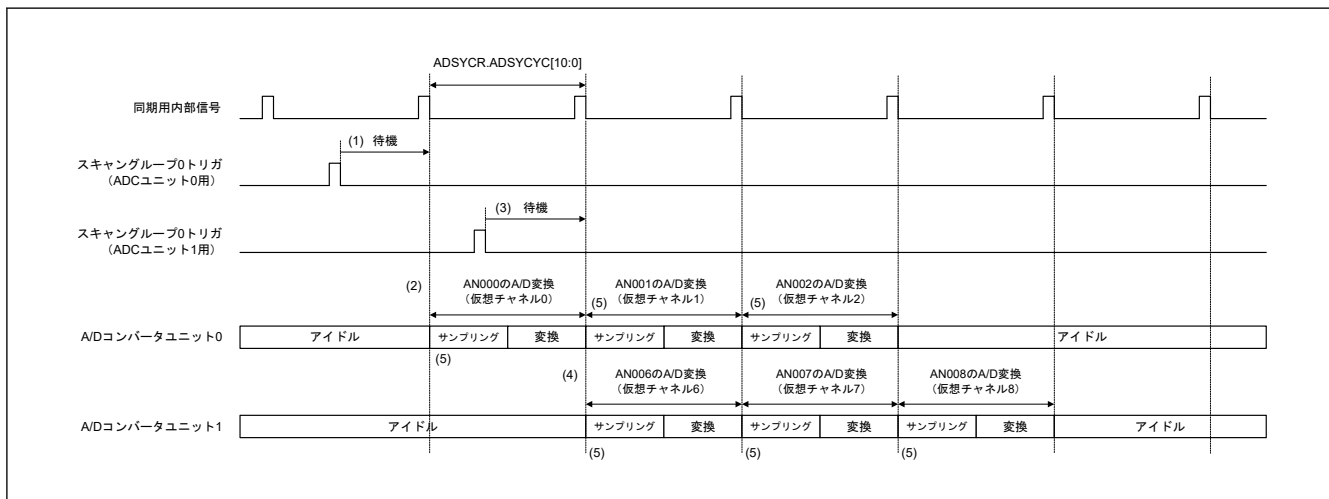 ADSYCR.ADSYCYC[10:0]
同期用内部信号
(1) 待機
スキャングループ0トリガ
（ADCユニット0用）
(3) 待機
スキャングループ0トリガ
（ADCユニット1用）
(2)
AN000のA/D変換
（仮想チャネル0）
AN001のA/D変換
（仮想チャネル1）
AN002のA/D変換
（仮想チャネル2）
(5)
(5)
A/Dコンバータユニット0
アイドル
サンプリング
変換
サンプリング
変換
サンプリング
変換
アイドル
(5)
(4)
AN006のA/D変換
（仮想チャネル6）
AN007のA/D変換
（仮想チャネル7）
AN008のA/D変換
（仮想チャネル8）
A/Dコンバータユニット1
アイドル
サンプリング
変換
サンプリング
変換
サンプリング
変換
アイドル
(5)
(5)
(5)